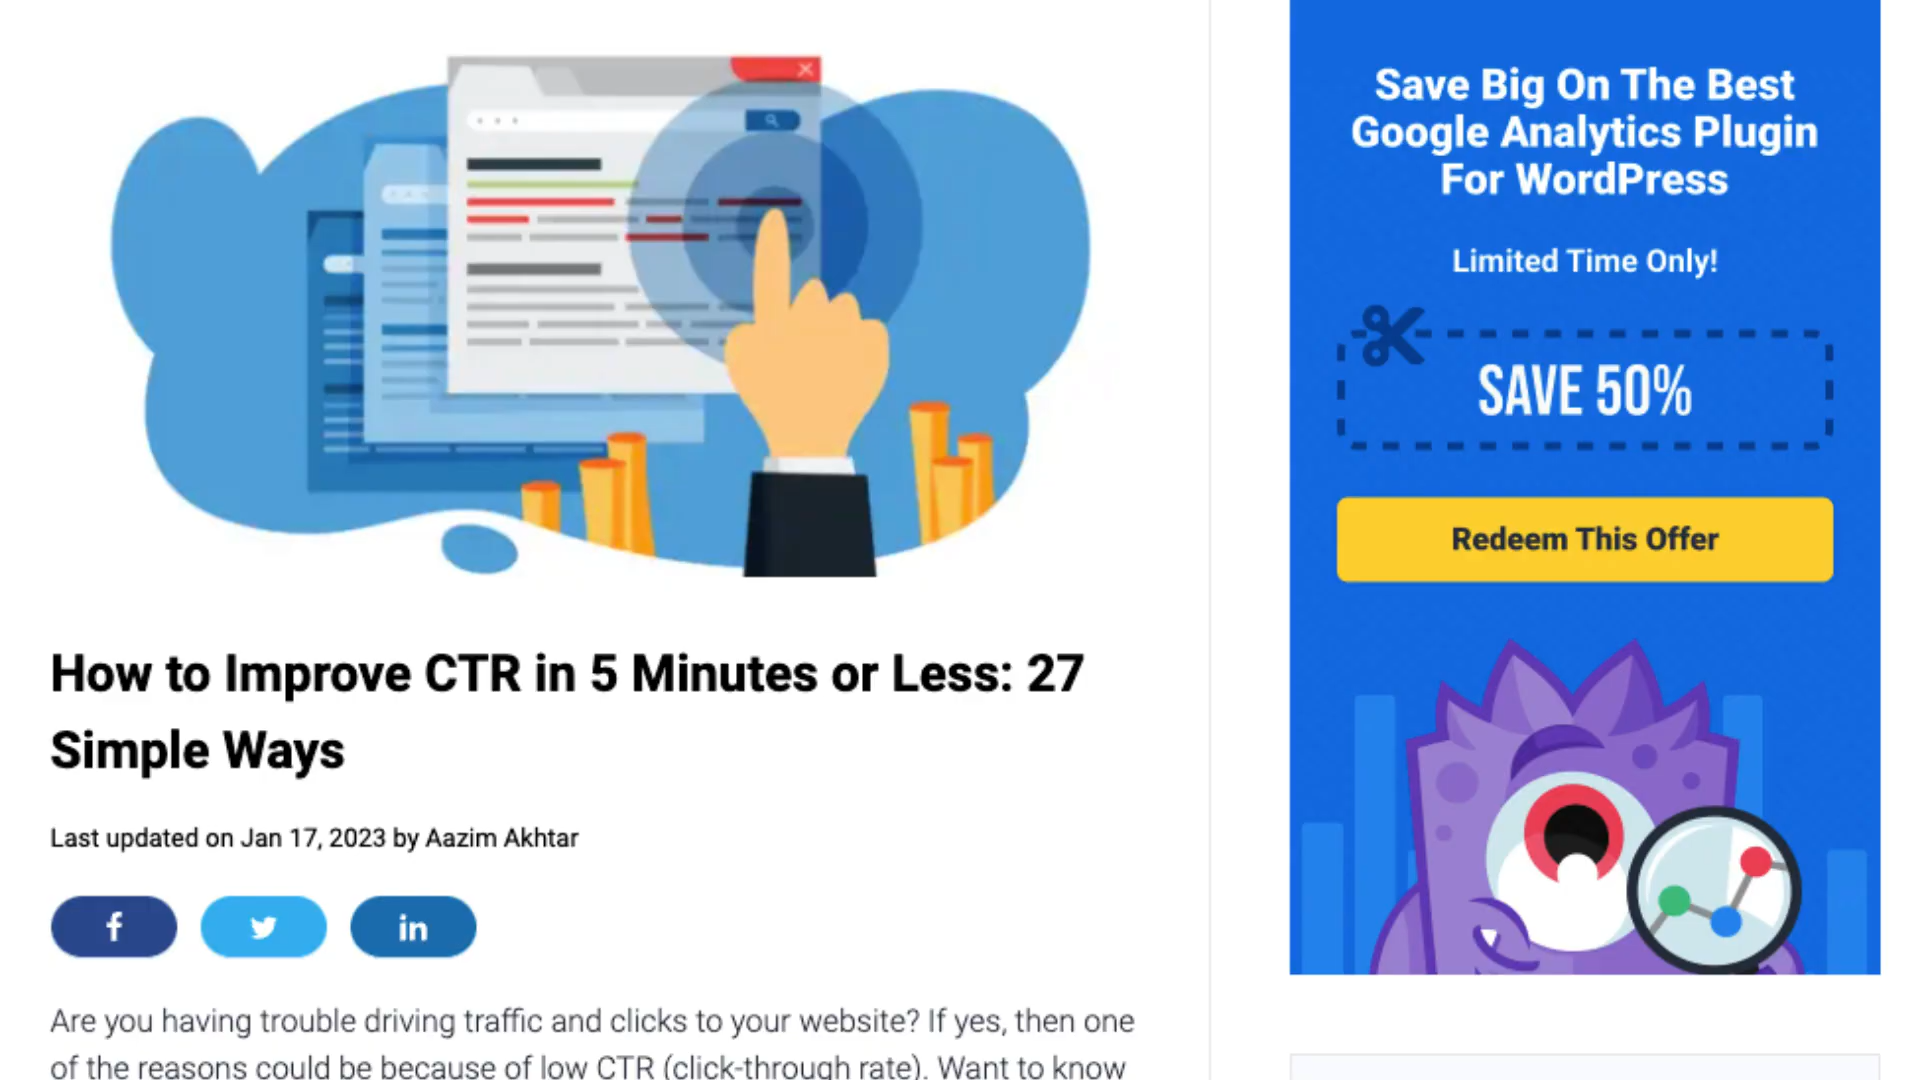 How to Improve CTR in 5 Minutes or Less: 27
Simple Ways
Last updated on Jan 17, 2023 by Aazim Akhtar
f
in
Are you having trouble driving traffic and clicks to your website? If yes, then one
of the reasons could be because of low CTR (click-through rate). Want to know
Save Big On The Best
Google Analytics Plugin
For WordPress
Limited Time Only!
SAVE 50%
Redeem This Offer